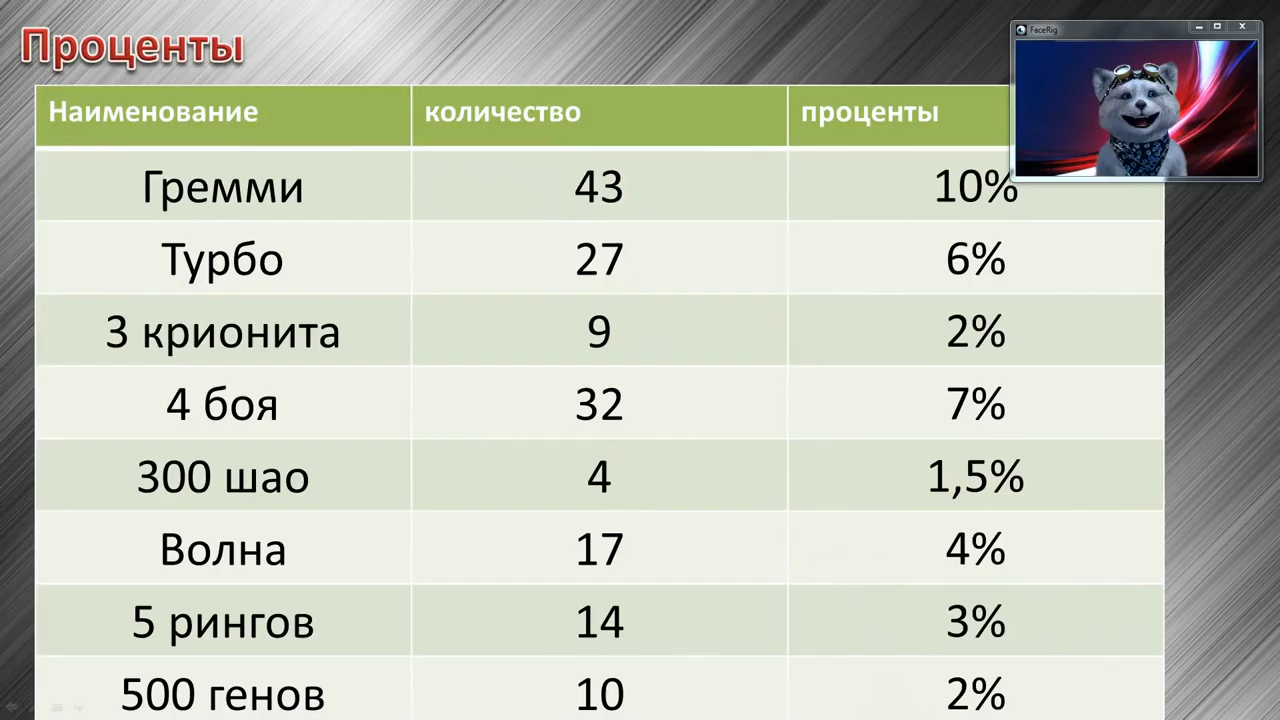 Проценты
FaceRig
Наименование количество проценты
Гремми 43 10%
Турбо 27 6%
3 крионита 9 2%
4 боя 32 7%
300 шао 4 1,5%
Волна 17 4%
5 рингов 14 3%
500 генов 10 2%